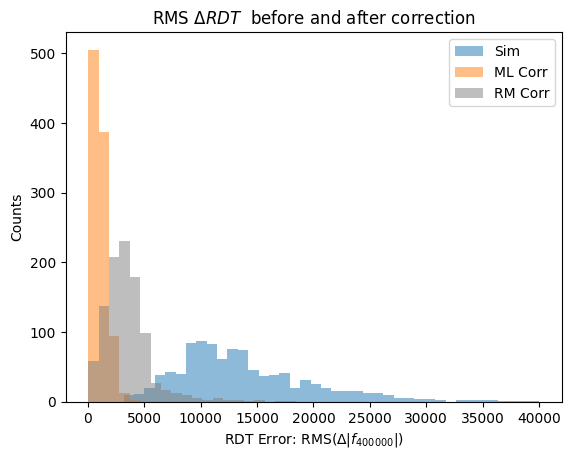 RMS ΔRDT before and after correction
Sim
ML Corr
RM Corr
Counts
500
400
300
200
100
0
0 5000 10000 15000 20000 25000 30000 35000 40000
RDT Error: RMS(Δ|f₄₀₀₀₀₀|)